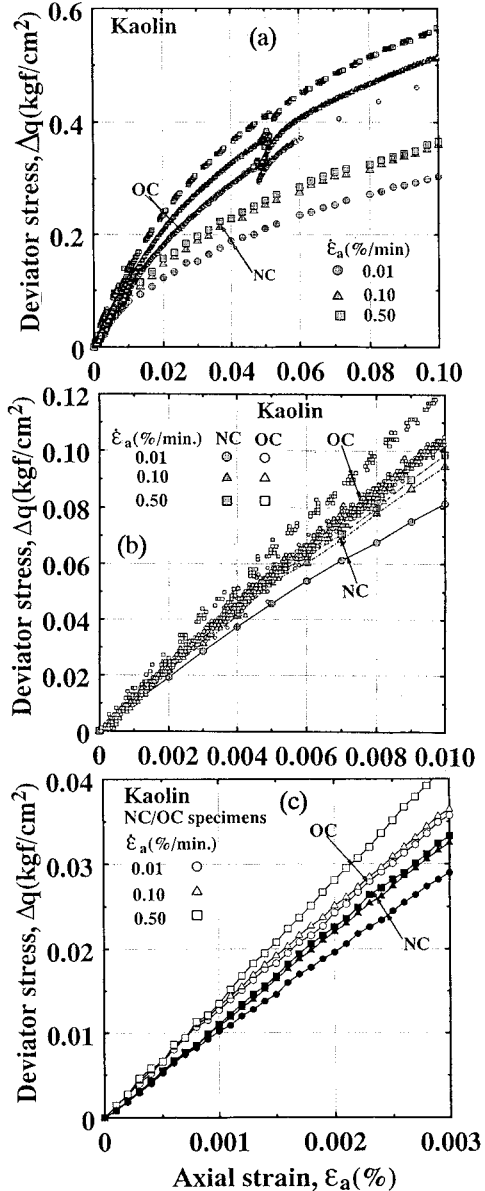 Kaolin
(a)
Deviator stress, Δq(kgf/cm²)
0.6
0.4
0.2
0
OC
NC
ε̇a(%/min)
0.01
0.10
0.50
0
0.02
0.04
0.06
0.08
0.10
Kaolin
(b)
Deviator stress, Δq(kgf/cm²)
0.12
0.10
0.08
0.06
0.04
0.02
0
ε̇a(%/min.) NC OC
0.01
0.10
0.50
OC
NC
0
0.002
0.004
0.006
0.008
0.010
Kaolin
(c)
NC/OC specimens
ε̇a(%/min.)
0.01
0.10
0.50
OC
NC
Deviator stress, Δq(kgf/cm²)
0.04
0.03
0.02
0.01
0
0
0.001
0.002
0.003
Axial strain, εa(%)